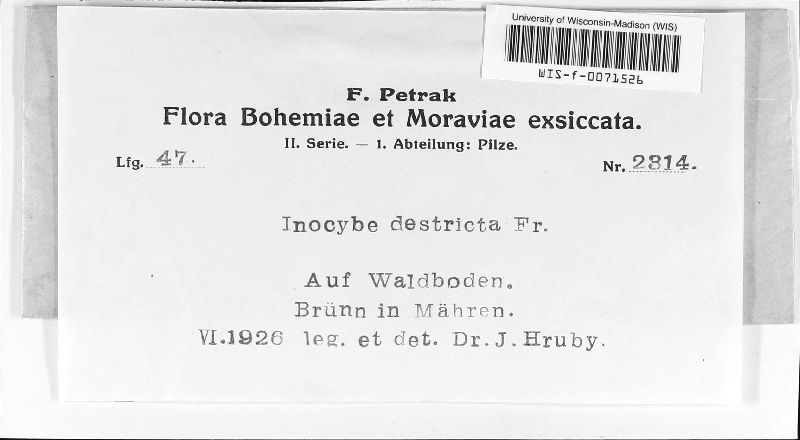 University of Wisconsin-Madison (WIS)
WIS-f-0071526
F. Petrak
Flora Bohemiae et Moraviae exsiccata.
II. Serie. — 1. Abteilung: Pilze.
Lfg. 47.
Nr. 2314.
Inocybe destricta Fr.
Auf Waldboden.
Brünn in Mähren.
VI.1926 leg. et det. Dr. J. Hruby.